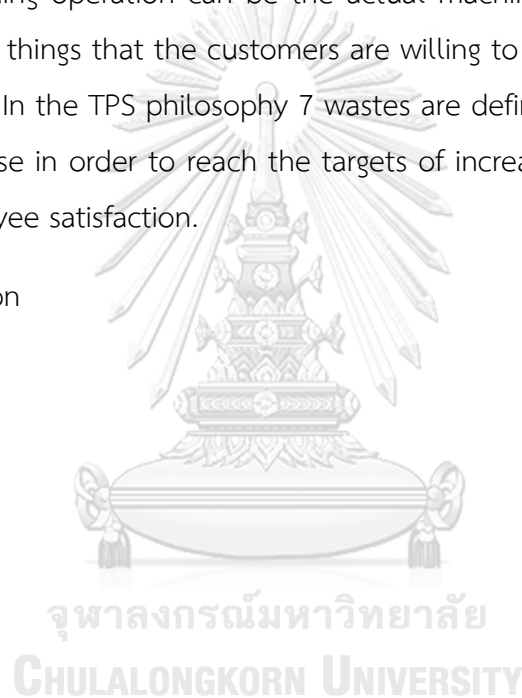 ing operation can be the actual machin
things that the customers are willing to
In the TPS philosophy 7 wastes are defin
se in order to reach the targets of increa
yee satisfaction.
on
จุฬาลงกรณ์มหาวิทยาลัย
CHULALONGKORN UNIVERSITY